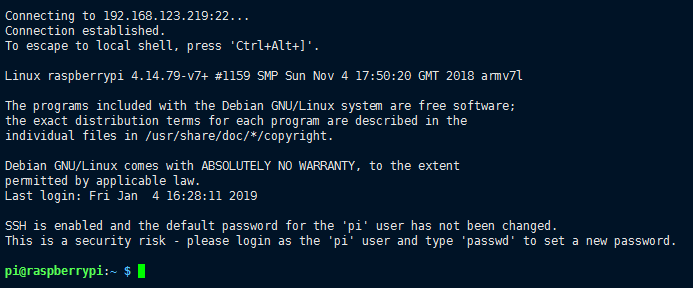 Connecting to 192.168.123.219:22...
Connection established.
To escape to local shell, press 'Ctrl+Alt+]'.
Linux raspberrypi 4.14.79-v7+ #1159 SMP Sun Nov 4 17:50:20 GMT 2018 armv7l
The programs included with the Debian GNU/Linux system are free software;
the exact distribution terms for each program are described in the
individual files in /usr/share/doc/*/copyright.
Debian GNU/Linux comes with ABSOLUTELY NO WARRANTY, to the extent
permitted by applicable law.
Last login: Fri Jan  4 16:28:11 2019
SSH is enabled and the default password for the 'pi' user has not been changed.
This is a security risk - please login as the 'pi' user and type 'passwd' to set a new password.
pi@raspberrypi:~ $